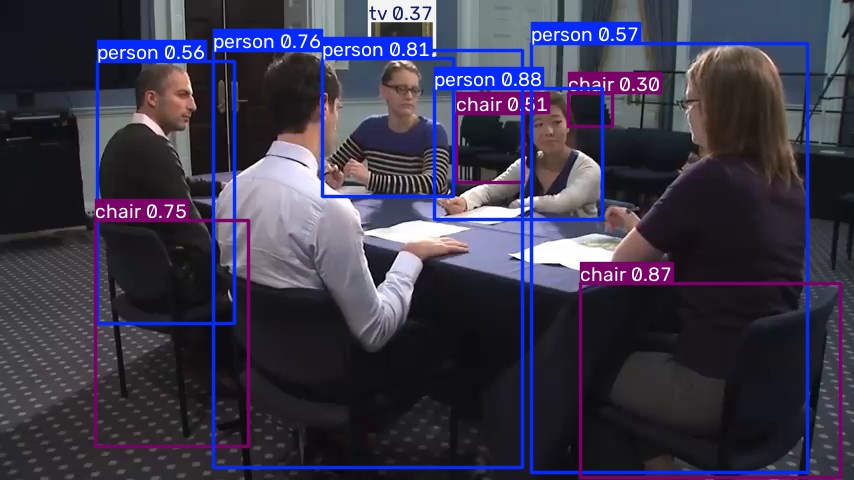 tv 0.37
person 0.57
person 0.76
person 0.81
person 0.56
person 0.88
chair 0.30
chair 0.51
chair 0.75
chair 0.87